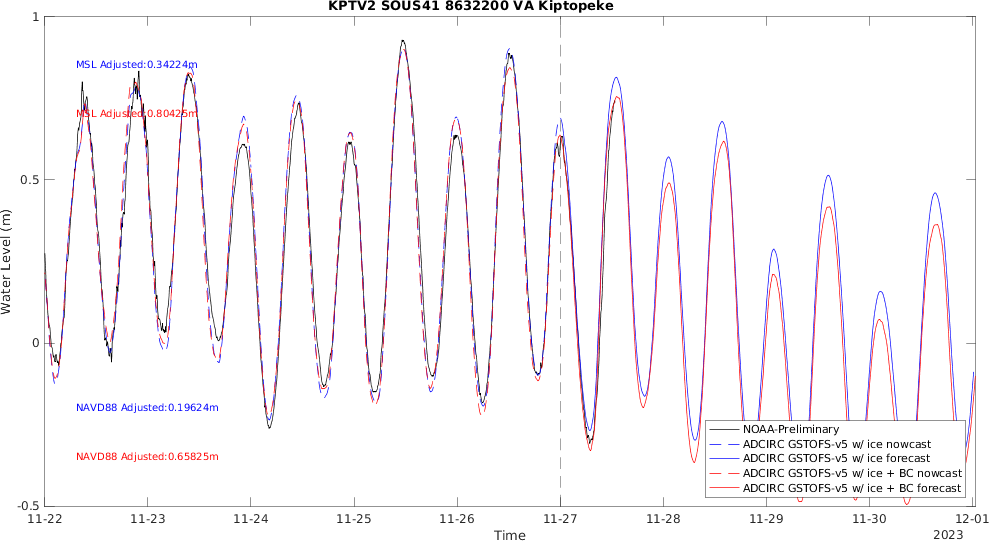 KPTV2 SOUS41 8632200 VA Kiptopeke
1
MSL Adjusted:0.34224m
MSL Adjusted:0.80425m
0.5
Water Level (m)
0
NAVD88 Adjusted:0.19624m
NAVD88 Adjusted:0.65825m
NOAA-Preliminary
ADCIRC GSTOFS-v5 w/ ice nowcast
ADCIRC GSTOFS-v5 w/ ice forecast
ADCIRC GSTOFS-v5 w/ ice + BC nowcast
ADCIRC GSTOFS-v5 w/ ice + BC forecast
-0.5
11-22 11-23 11-24 11-25 11-26 11-27 11-28 11-29 11-30 12-01
Time
2023